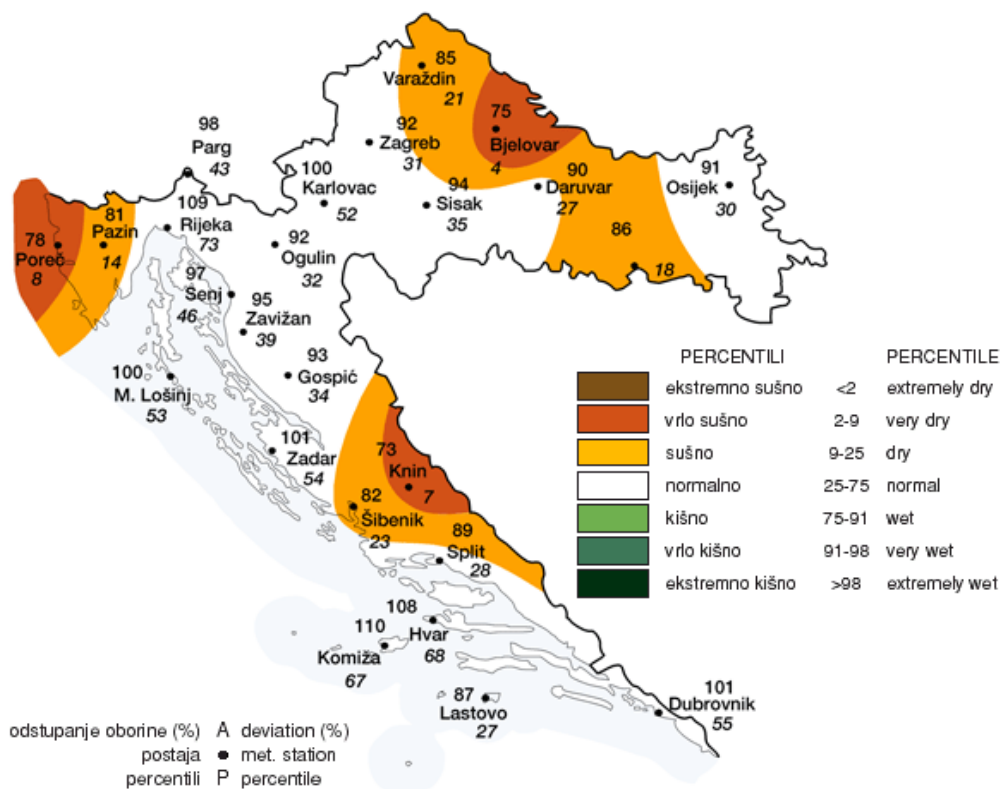 85
Varaždin
21
75
Bjelovar
4
98
Parg
43
92
Zagreb
31
100
Karlovac
52
94
Sisak
35
90
Daruvar
27
91
Osijek
30
86
18
109
Rijeka
73
81
Pazin
14
78
Poreč
8
92
Ogulin
32
97
Senj
46
95
Zavižan
39
93
Gospić
34
100
M. Lošinj
53
101
Zadar
54
73
Knin
7
82
Šibenik
23
89
Split
28
108
Hvar
68
110
Komiža
67
87
Lastovo
27
101
Dubrovnik
55
PERCENTILI PERCENTILE
ekstremno sušno <2 extremely dry
vrlo sušno 2-9 very dry
sušno 9-25 dry
normalno 25-75 normal
kišno 75-91 wet
vrlo kišno 91-98 very wet
ekstremno kišno >98 extremely wet
odstupanje oborine (%) A deviation (%)
postaja met. station
percentili P percentile